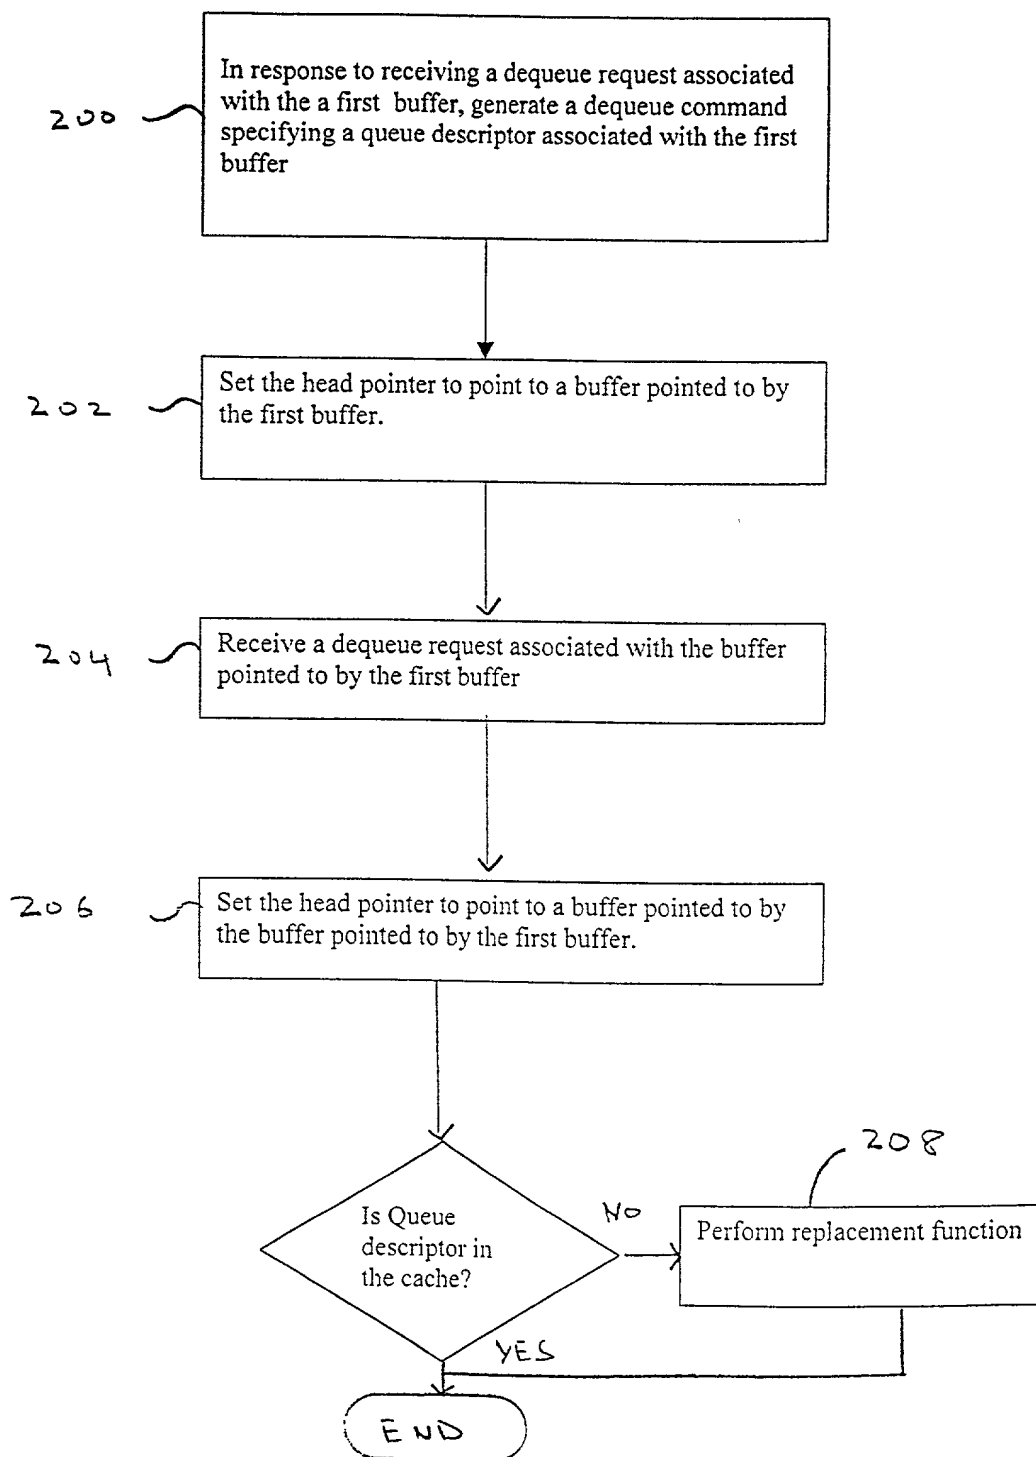 200
In response to receiving a dequeue request associated
with the a first buffer, generate a dequeue command
specifying a queue descriptor associated with the first
buffer
202
Set the head pointer to point to a buffer pointed to by
the first buffer.
204
Receive a dequeue request associated with the buffer
pointed to by the first buffer
206
Set the head pointer to point to a buffer pointed to by
the buffer pointed to by the first buffer.
208
Is Queue
descriptor in
the cache?
NO
Perform replacement function
YES
END